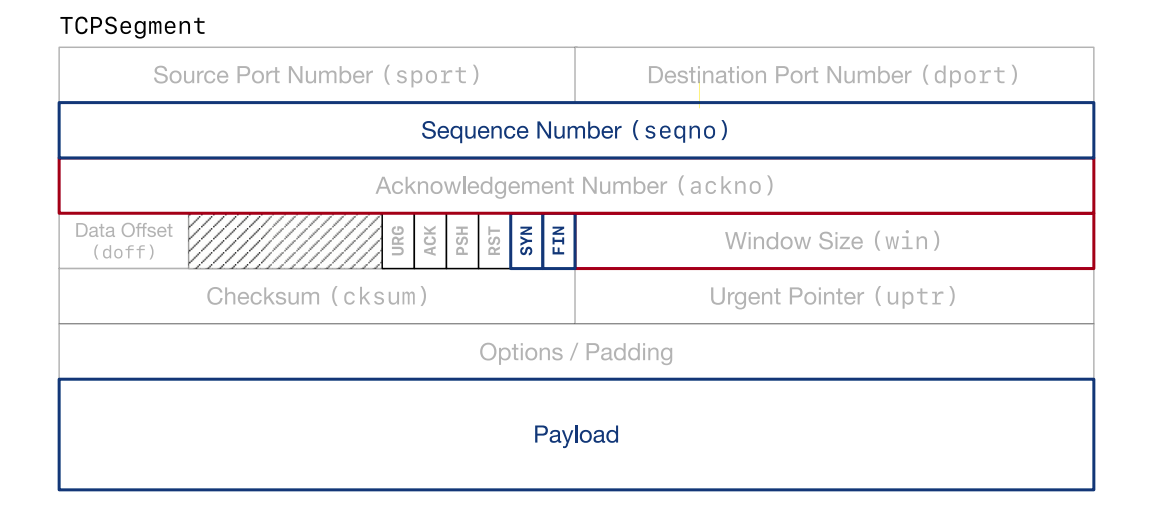 TCPSegment
Source Port Number (sport)
Destination Port Number (dport)
Sequence Number (seqno)
Acknowledgement Number (ackno)
Data Offset
(doff)
URG
ACK
PSH
RST
SYN
FIN
Window Size (win)
Checksum (cksum)
Urgent Pointer (uptr)
Options / Padding
Payload